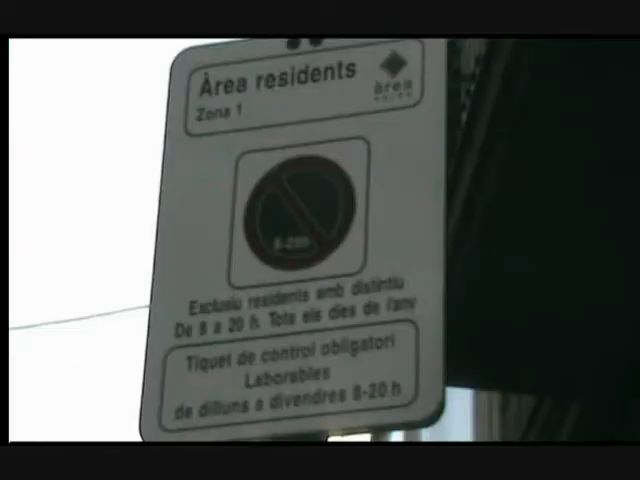 Àrea residents
Zona 1
àrea
8-20h
Exclusiu residents amb distintiu
De 8 a 20 h. Tots els dies de l'any
Tiquet de control obligatori
Laborables
de dilluns a divendres 8-20 h